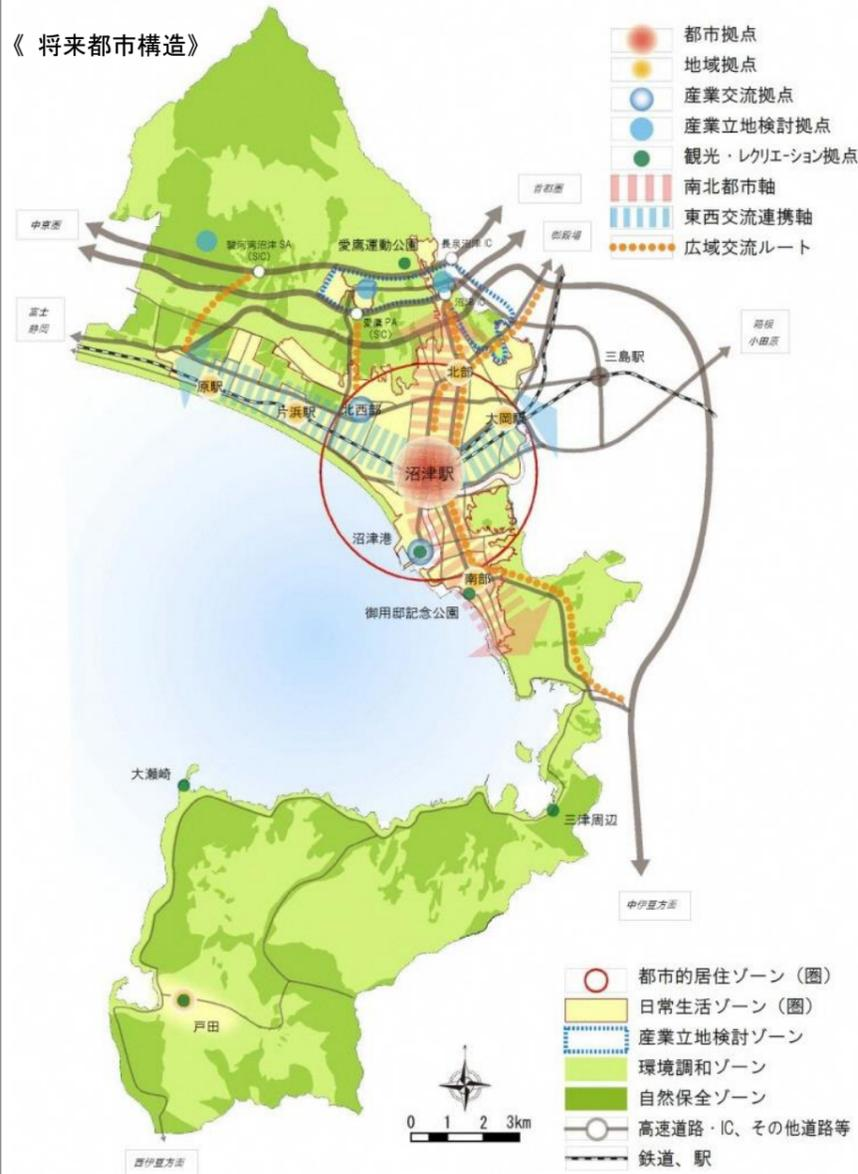 《 将来都市構造》
都市拠点
地域拠点
産業交流拠点
産業立地検討拠点
観光・レクリエーション拠点
南北都市軸
東西交流連携軸
広域交流ルート
首都圏
中京圏
御殿場
駿河湾沼津SA
(SIC)
愛鷹運動公園
長泉沼津IC
沼津IC
富士
静岡
愛鷹PA
(SIC)
箱根
小田原
三島駅
北部
原駅
片浜駅
北西部
大岡駅
沼津駅
沼津港
南部
御用邸記念公園
大瀬崎
三津周辺
中伊豆方面
戸田
西伊豆方面
都市的居住ゾーン（圏）
日常生活ゾーン（圏）
産業立地検討ゾーン
環境調和ゾーン
自然保全ゾーン
高速道路・IC、その他道路等
鉄道、駅
0 1 2 3km